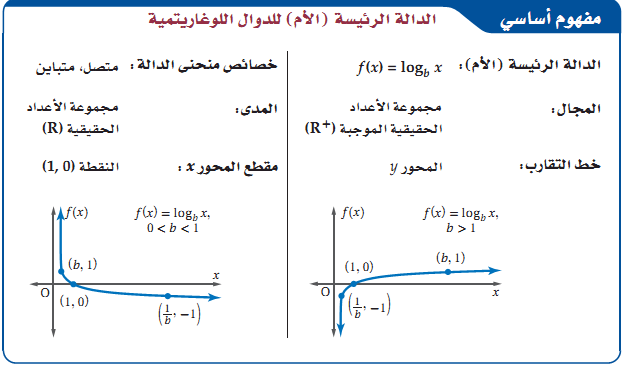 مفهوم أساسي
الدالة الرئيسة (الأم) للدوال اللوغاريتمية
الدالة الرئيسة (الأم): f(x) = log_b x
المجال: مجموعة الأعداد
الحقيقية الموجبة (R⁺)
خط التقارب: المحور y
خصائص منحنى الدالة: متصل، متباين
المدى: مجموعة الأعداد
الحقيقية (R)
مقطع المحور x: النقطة (1, 0)
f(x)
f(x) = log_b x,
b > 1
(b, 1)
(1, 0)
x
O
(1/b, −1)
f(x)
f(x) = log_b x,
0 < b < 1
(b, 1)
x
O
(1, 0)
(1/b, −1)